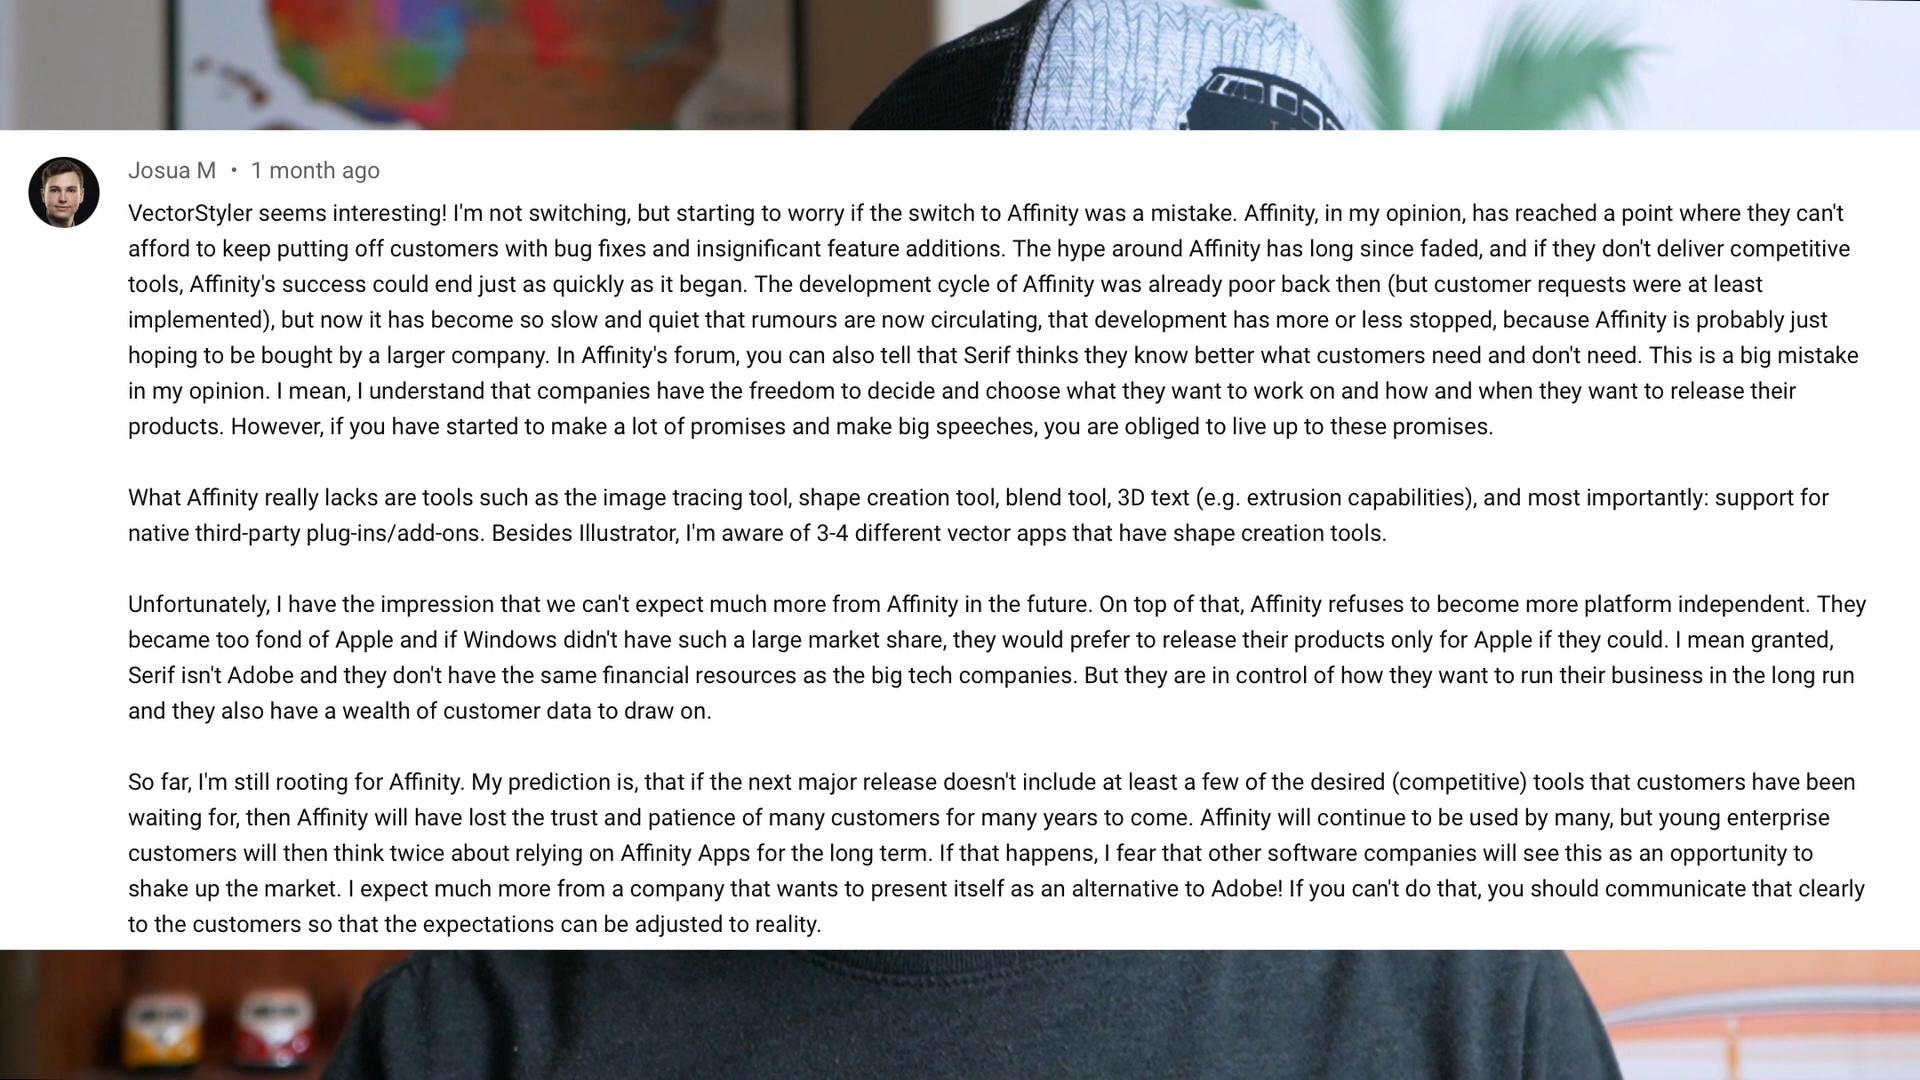 Josua M • 1 month ago
VectorStyler seems interesting! I'm not switching, but starting to worry if the switch to Affinity was a mistake. Affinity, in my opinion, has reached a point where they can't
afford to keep putting off customers with bug fixes and insignificant feature additions. The hype around Affinity has long since faded, and if they don't deliver competitive
tools, Affinity's success could end just as quickly as it began. The development cycle of Affinity was already poor back then (but customer requests were at least
implemented), but now it has become so slow and quiet that rumours are now circulating, that development has more or less stopped, because Affinity is probably just
hoping to be bought by a larger company. In Affinity's forum, you can also tell that Serif thinks they know better what customers need and don't need. This is a big mistake
in my opinion. I mean, I understand that companies have the freedom to decide and choose what they want to work on and how and when they want to release their
products. However, if you have started to make a lot of promises and make big speeches, you are obliged to live up to these promises.
What Affinity really lacks are tools such as the image tracing tool, shape creation tool, blend tool, 3D text (e.g. extrusion capabilities), and most importantly: support for
native third-party plug-ins/add-ons. Besides Illustrator, I'm aware of 3-4 different vector apps that have shape creation tools.
Unfortunately, I have the impression that we can't expect much more from Affinity in the future. On top of that, Affinity refuses to become more platform independent. They
became too fond of Apple and if Windows didn't have such a large market share, they would prefer to release their products only for Apple if they could. I mean granted,
Serif isn't Adobe and they don't have the same financial resources as the big tech companies. But they are in control of how they want to run their business in the long run
and they also have a wealth of customer data to draw on.
So far, I'm still rooting for Affinity. My prediction is, that if the next major release doesn't include at least a few of the desired (competitive) tools that customers have been
waiting for, then Affinity will have lost the trust and patience of many customers for many years to come. Affinity will continue to be used by many, but young enterprise
customers will then think twice about relying on Affinity Apps for the long term. If that happens, I fear that other software companies will see this as an opportunity to
shake up the market. I expect much more from a company that wants to present itself as an alternative to Adobe! If you can't do that, you should communicate that clearly
to the customers so that the expectations can be adjusted to reality.